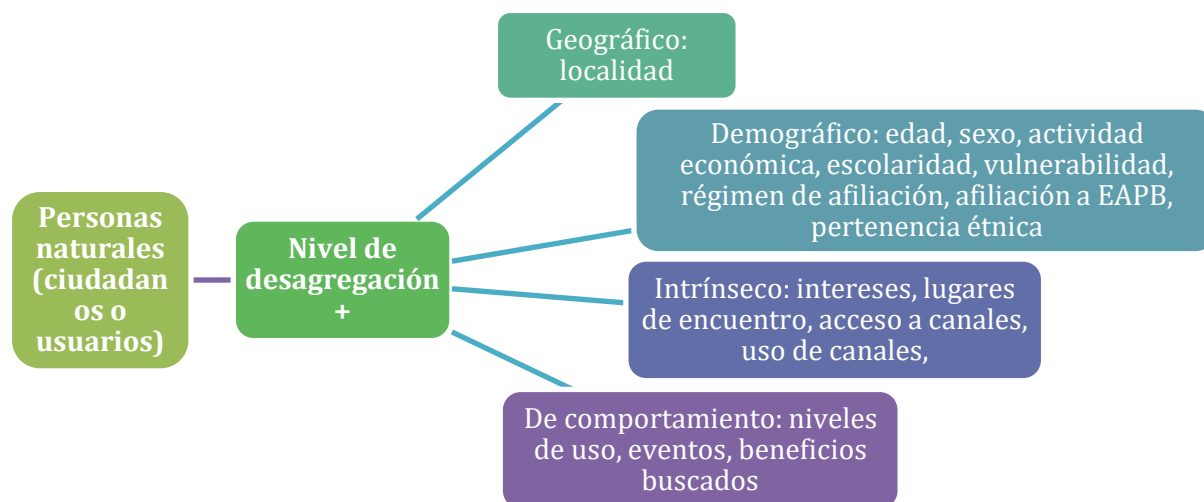 Personas
naturales
(ciudadan
os o
usuarios)
Nivel de
desagregación
+
Geográfico:
localidad
Demográfico: edad, sexo, actividad
económica, escolaridad, vulnerabilidad,
régimen de afiliación, afiliación a EAPB,
pertenencia étnica
Intrínseco: intereses, lugares
de encuentro, acceso a canales,
uso de canales,
De comportamiento: niveles
de uso, eventos, beneficios
buscados